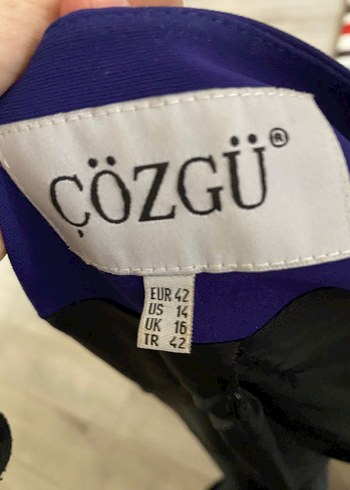 ÇÖZGÜ®
EUR 42
US 14
UK 16
TR 42